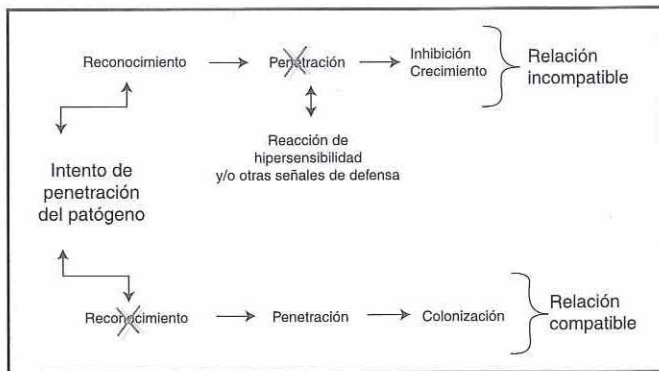 Reconocimiento
Penetración
Inhibición
Crecimiento
Relación
incompatible
Reacción de
hipersensibilidad
y/o otras señales de defensa
Intento de
penetración
del patógeno
Reconocimiento
Penetración
Colonización
Relación
compatible